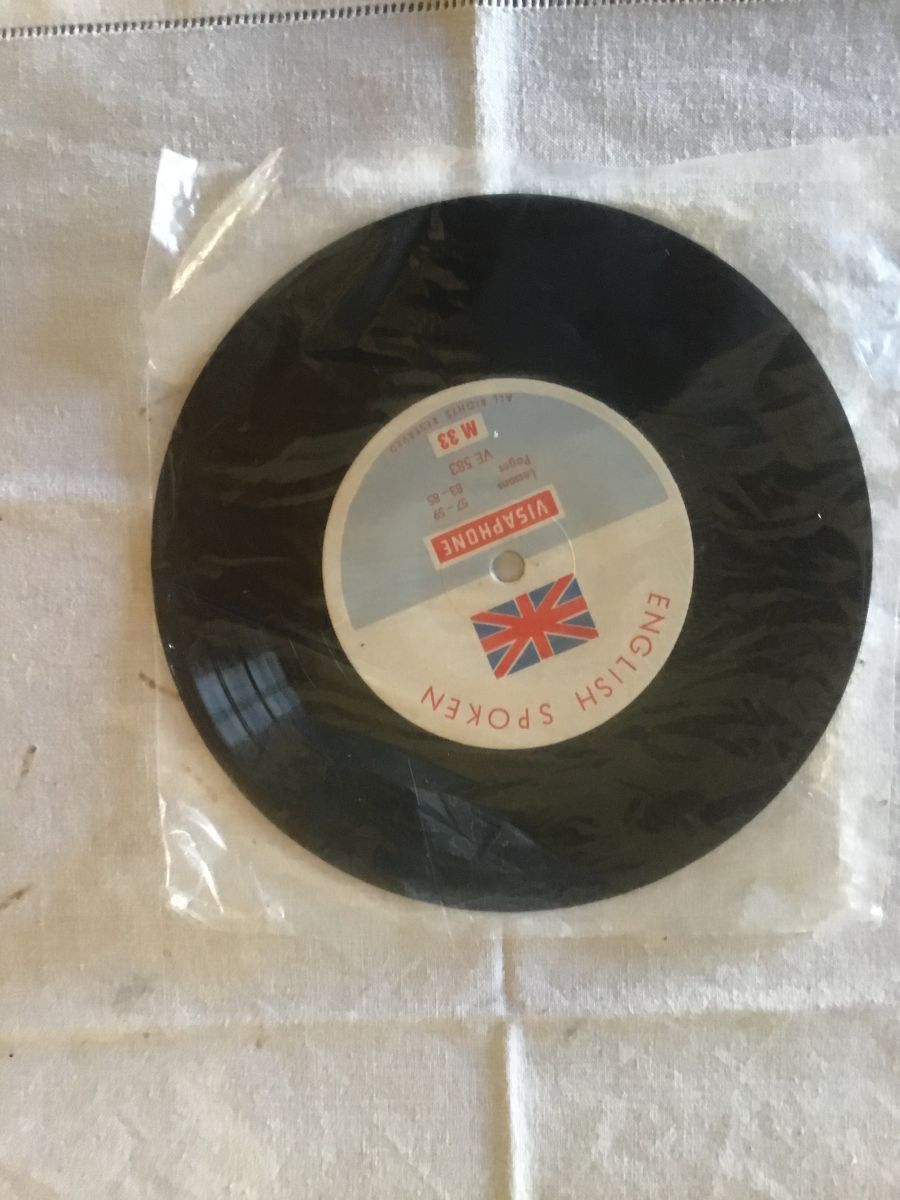 ENGLISH SPOKEN
VISAPHONE
Lessons 57 – 59
Pages 83 – 85
VE 583
M 33
ALL RIGHTS RESERVED